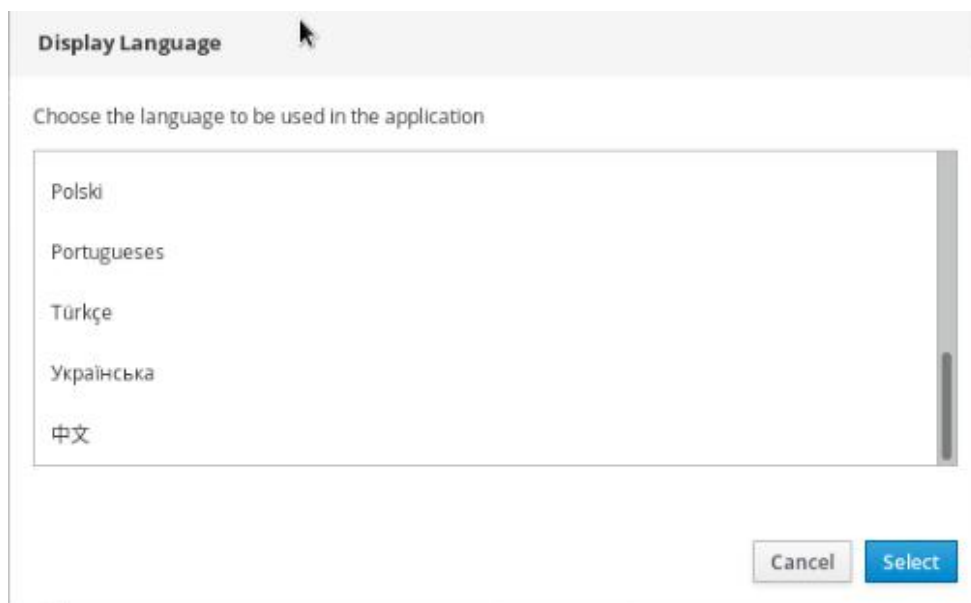 Display Language
Choose the language to be used in the application
Polski
Portugueses
Türkçe
Українська
中文
Cancel
Select